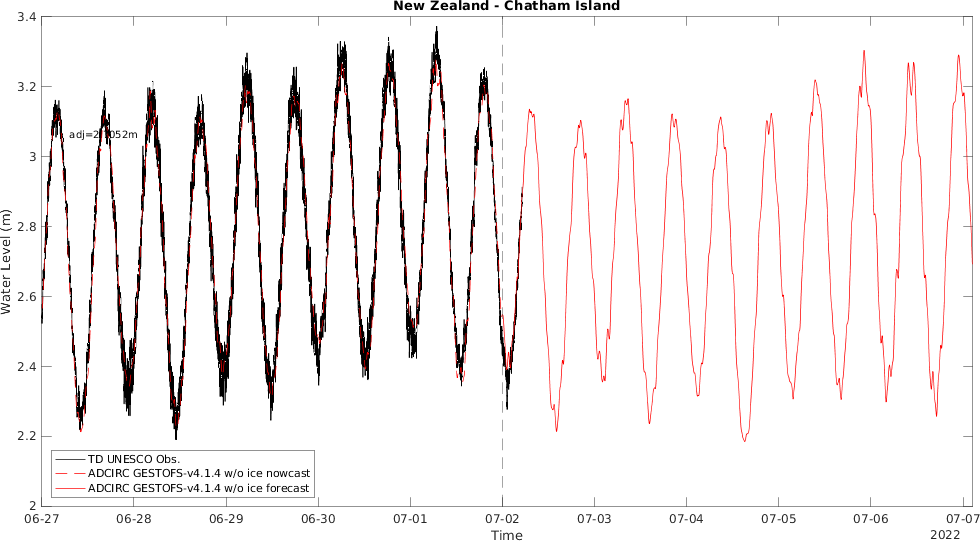 New Zealand - Chatham Island
3.4
3.2
3
2.8
2.6
2.4
2.2
2
Water Level (m)
TD UNESCO Obs.
ADCIRC GESTOFS-v4.1.4 w/o ice nowcast
ADCIRC GESTOFS-v4.1.4 w/o ice forecast
06-27 06-28 06-29 06-30 07-01 07-02 07-03 07-04 07-05 07-06 07-07
Time
2022